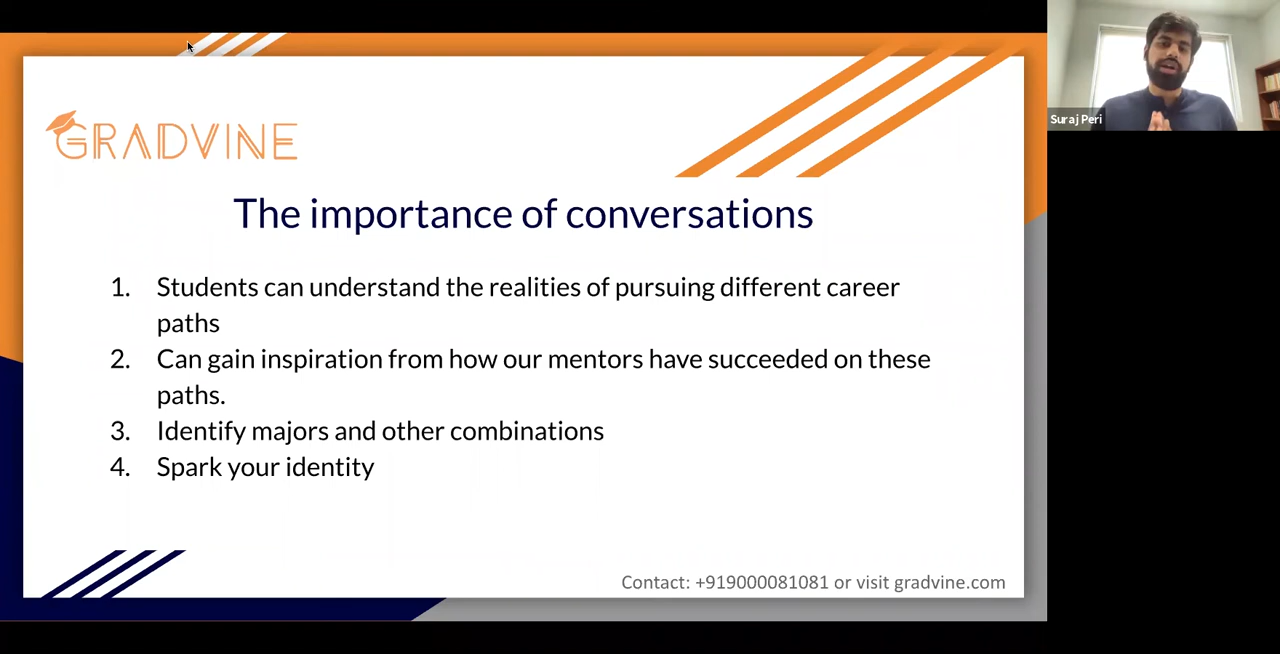 GRADVINE
Suraj Peri
The importance of conversations
1. Students can understand the realities of pursuing different career
paths
2. Can gain inspiration from how our mentors have succeeded on these
paths.
3. Identify majors and other combinations
4. Spark your identity
Contact: +919000081081 or visit gradvine.com